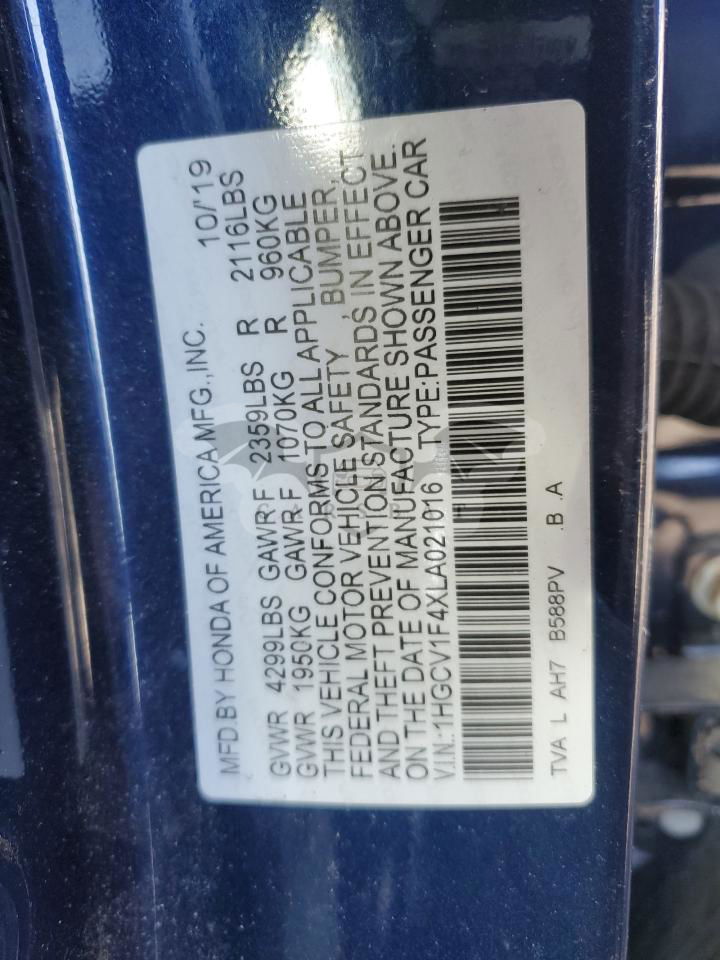 MFD.BY HONDA OF AMERICA MFG.,INC. 10/'19
GVWR 4299LBS GAWR F 2359LBS R 2116LBS
GVWR 1950KG GAWR F 1070KG R 960KG
THIS VEHICLE CONFORMS TO ALL APPLICABLE
FEDERAL MOTOR VEHICLE SAFETY , BUMPER,
AND THEFT PREVENTION STANDARDS IN EFFECT
ON THE DATE OF MANUFACTURE SHOWN ABOVE.
V.I.N.:1HGCV1F4XLA021016 TYPE:PASSENGER CAR
TVA L AH7 B588PV .B .A